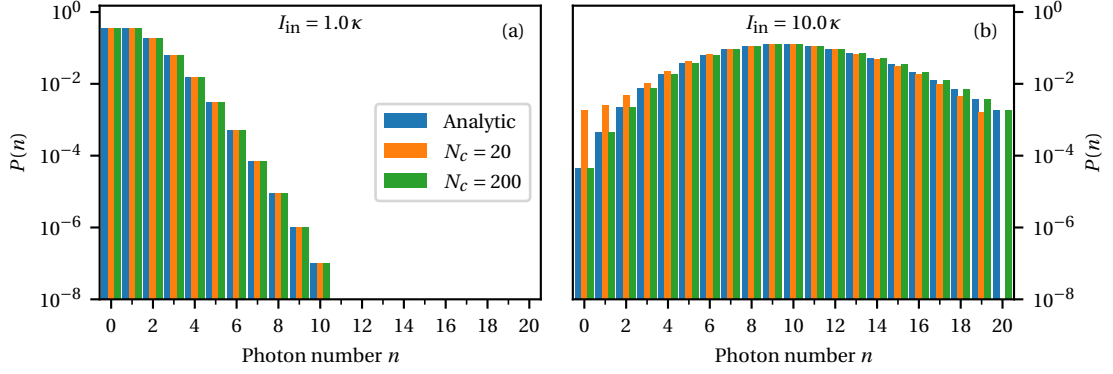 I_in = 1.0 κ
(a)
10^0
10^−2
10^−4
10^−6
10^−8
P(n)
Analytic
N_c = 20
N_c = 200
0 2 4 6 8 10 12 14 16 18 20
Photon number n
I_in = 10.0 κ
(b)
10^0
10^−2
10^−4
10^−6
10^−8
P(n)
0 2 4 6 8 10 12 14 16 18 20
Photon number n